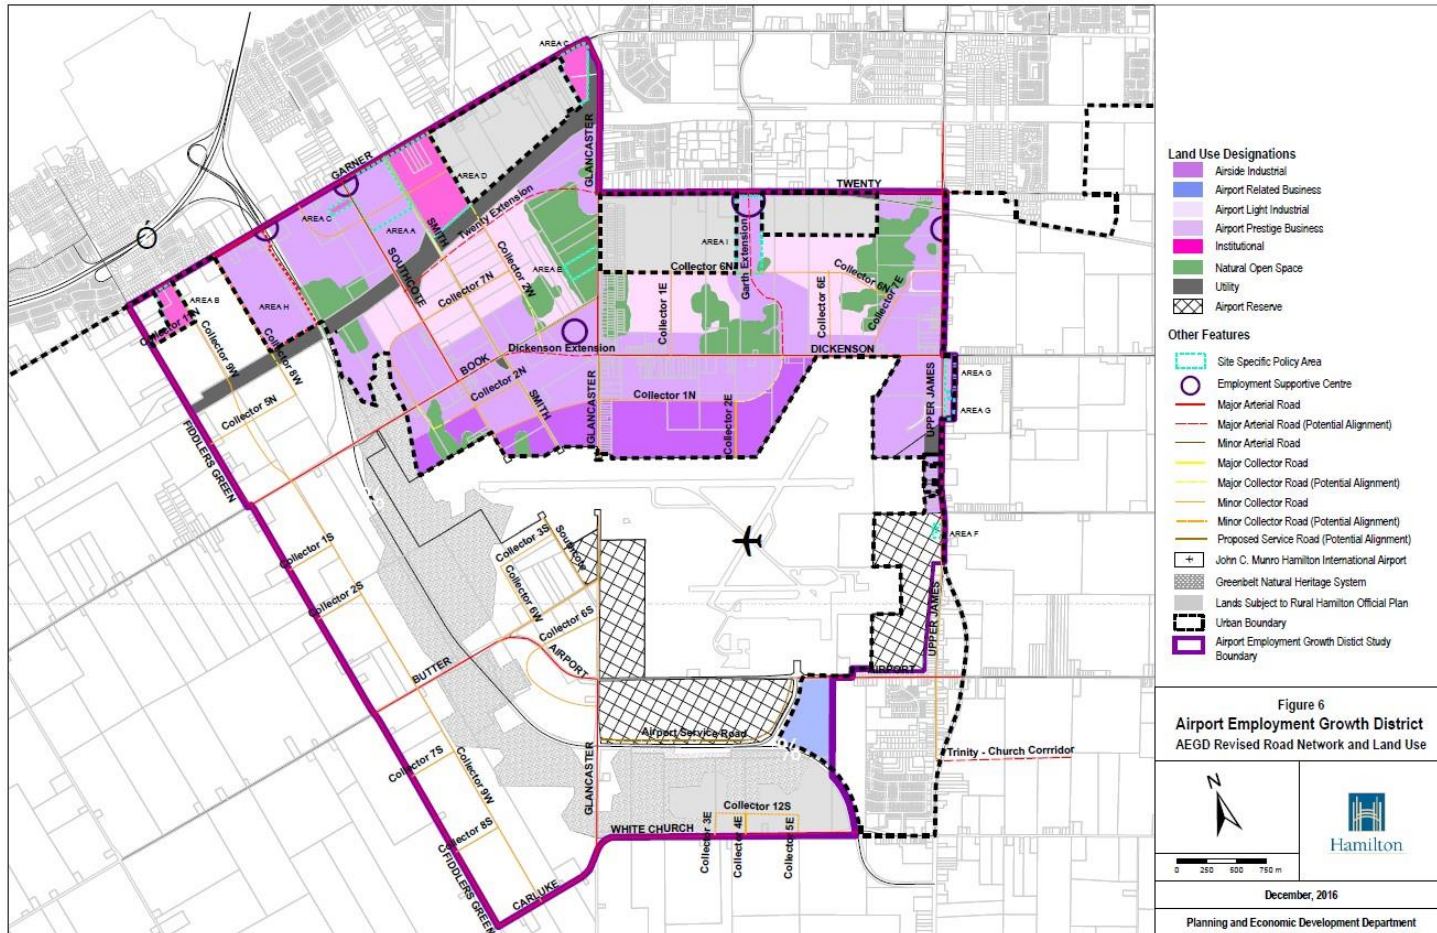 AREA C
GARNER
GLANCASTER
AREA D
TWENTY
Twenty Extension
AREA C
AREA A
SMITH
SOUTHCOTE
Collector 7N
Collector 2W
AREA E
AREA I
Collector 6N
Garth Extension
Collector 6N
Collector 7E
Collector 6E
Collector 1E
AREA B
AREA H
Collector 11N
Collector 9W
Collector 8W
Dickenson Extension
DICKENSON
BOOK
Collector 2N
SMITH
GLANCASTER
Collector 1N
Collector 2E
UPPER JAMES
AREA G
AREA G
Collector 5N
FIDDLERS GREEN
Collector 1S
Collector 2S
Collector 3S
Southcote
Collector 6W
Collector 6S
AREA F
UPPER JAMES
BUTTER
AIRPORT
AIRPORT
Airport Service Road
GLANCASTER
Collector 7S
Collector 9W
Collector 8S
Trinity - Church Corrridor
Collector 12S
WHITE CHURCH
Collector 3E
Collector 4E
Collector 5E
FIDDLERS GREEN
CARLUKE
Land Use Designations
Airside Industrial
Airport Related Business
Airport Light Industrial
Airport Prestige Business
Institutional
Natural Open Space
Utility
Airport Reserve
Other Features
Site Specific Policy Area
Employment Supportive Centre
Major Arterial Road
Major Arterial Road (Potential Alignment)
Minor Arterial Road
Major Collector Road
Major Collector Road (Potential Alignment)
Minor Collector Road
Minor Collector Road (Potential Alignment)
Proposed Service Road (Potential Alignment)
John C. Munro Hamilton International Airport
Greenbelt Natural Heritage System
Lands Subject to Rural Hamilton Official Plan
Urban Boundary
Airport Employment Growth Distict Study
Boundary
Figure 6
Airport Employment Growth District
AEGD Revised Road Network and Land Use
N
0 250 500 750 m
Hamilton
December, 2016
Planning and Economic Development Department